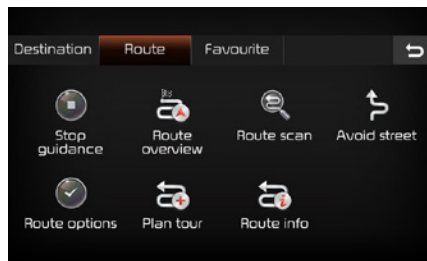 Destination Route Favourite
Stop guidance Route overview Route scan Avoid street
Route options Plan tour Route info